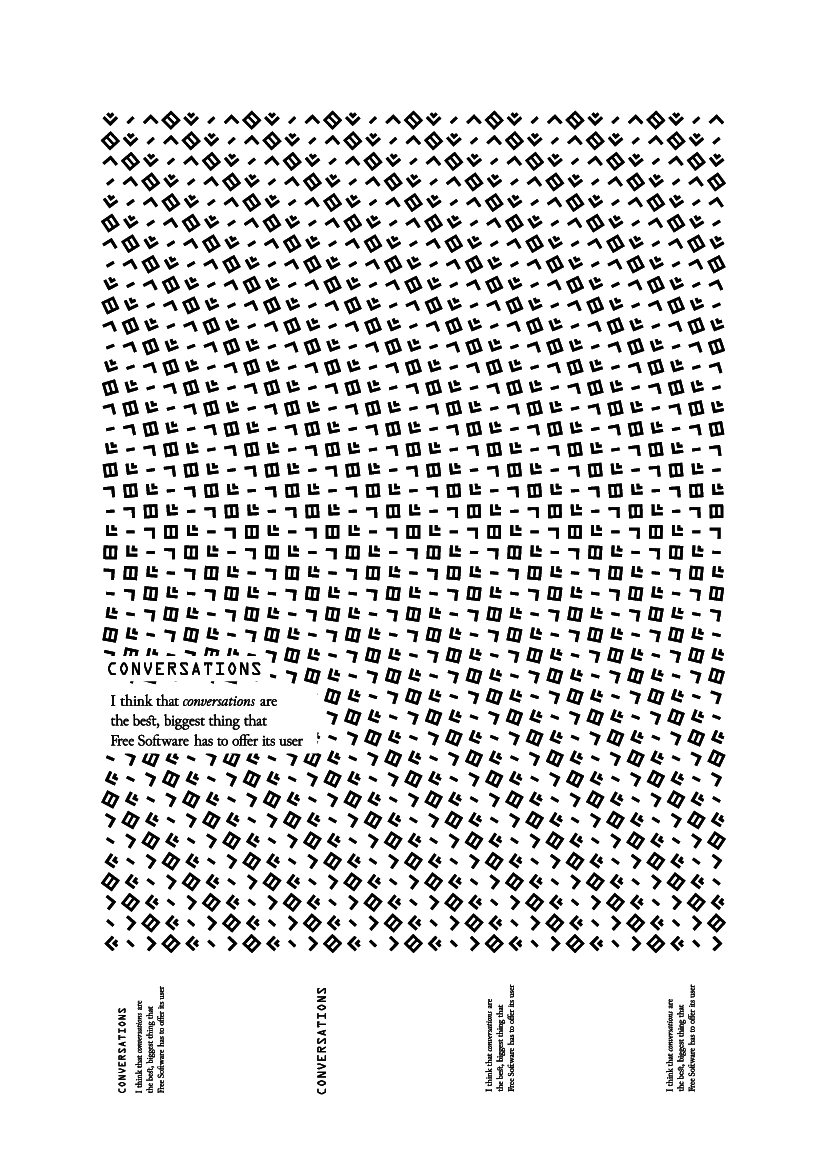 CONVERSATIONS
I think that conversations are
the best, biggest thing that
Free Software has to offer its user
CONVERSATIONS
I think that conversations are
the best, biggest thing that
Free Software has to offer its user
CONVERSATIONS
I think that conversations are
the best, biggest thing that
Free Software has to offer its user
I think that conversations are
the best, biggest thing that
Free Software has to offer its user